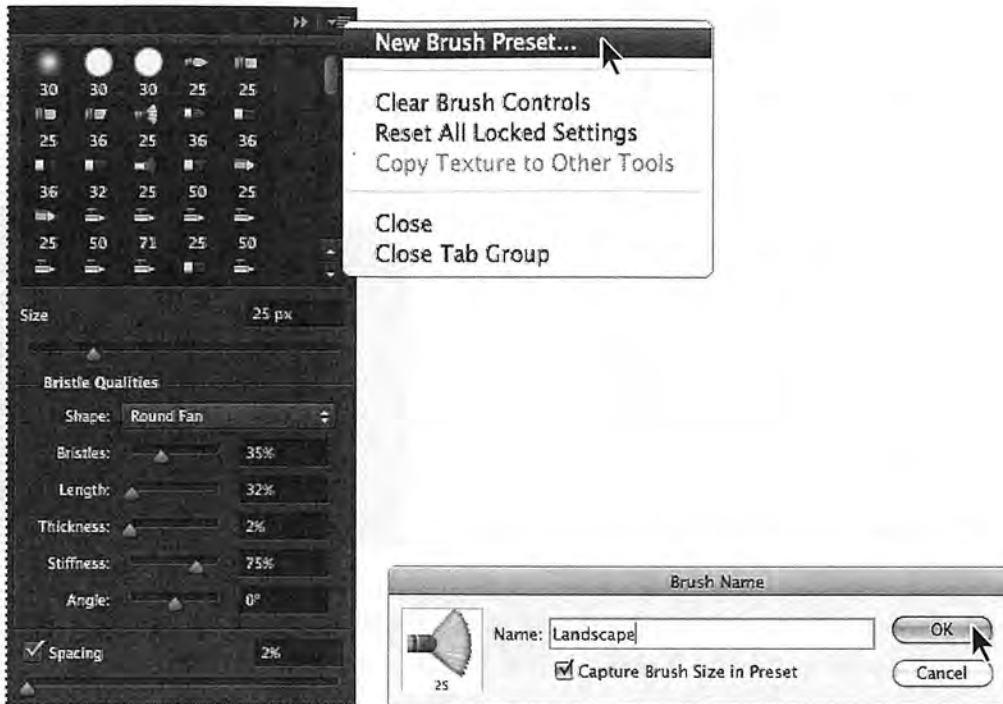 30 30 30 25 25
25 36 25 36 36
36 32 25 50 25
25 50 71 25 50
Size 25 px
Bristle Qualities
Shape: Round Fan
Bristles: 35%
Length: 32%
Thickness: 2%
Stiffness: 75%
Angle: 0°
Spacing 2%
New Brush Preset...
Clear Brush Controls
Reset All Locked Settings
Copy Texture to Other Tools
Close
Close Tab Group
Brush Name
Name: Landscape
Capture Brush Size in Preset
25
OK
Cancel